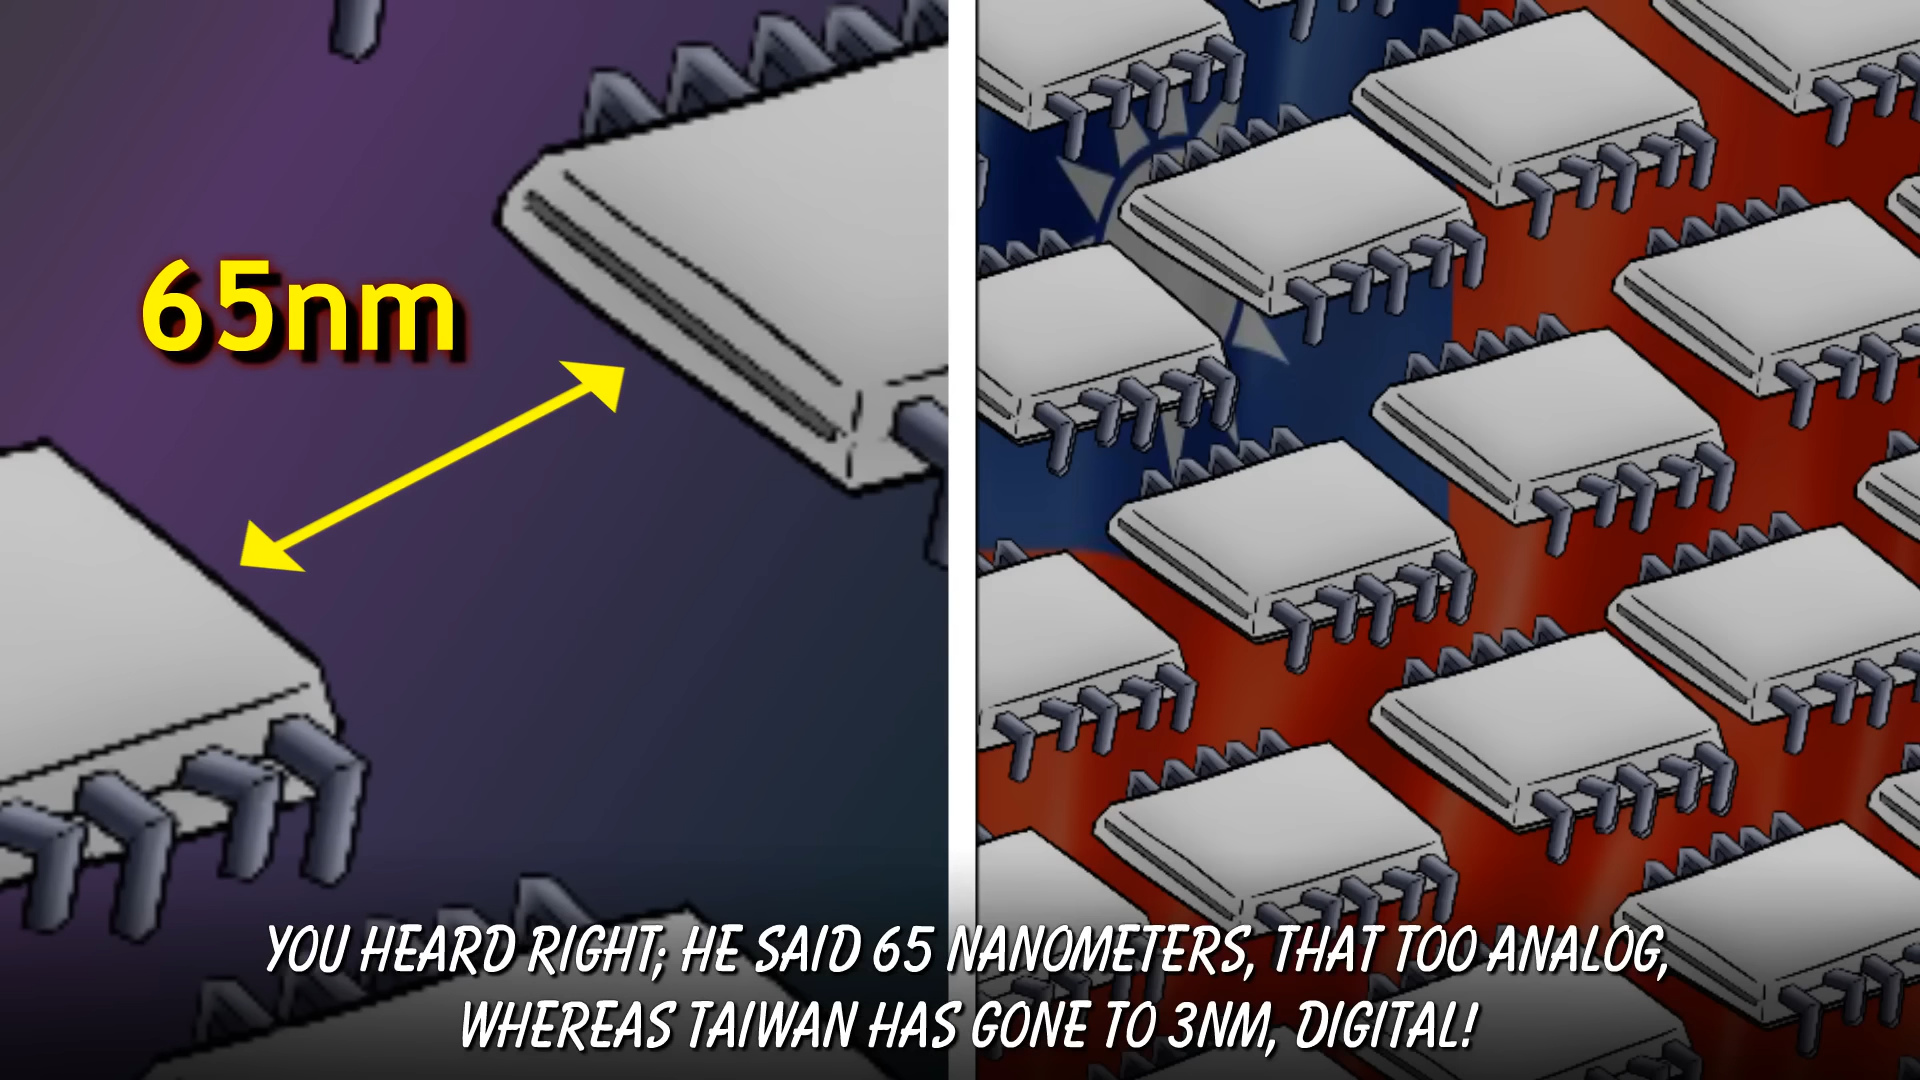 65nm
YOU HEARD RIGHT; HE SAID 65 NANOMETERS, THAT TOO ANALOG,
WHEREAS TAIWAN HAS GONE TO 3NM, DIGITAL!